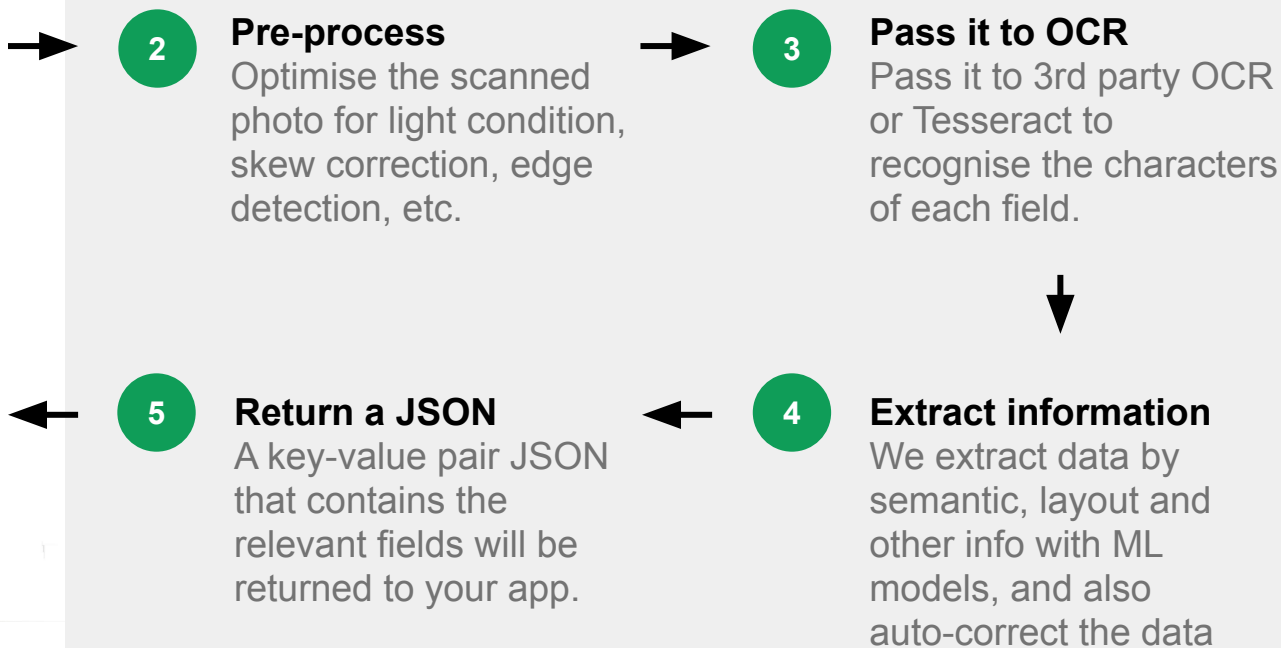 2
Pre-process
Optimise the scanned
photo for light condition,
skew correction, edge
detection, etc.
3
Pass it to OCR
Pass it to 3rd party OCR
or Tesseract to
recognise the characters
of each field.
4
Extract information
We extract data by
semantic, layout and
other info with ML
models, and also
auto-correct the data
5
Return a JSON
A key-value pair JSON
that contains the
relevant fields will be
returned to your app.